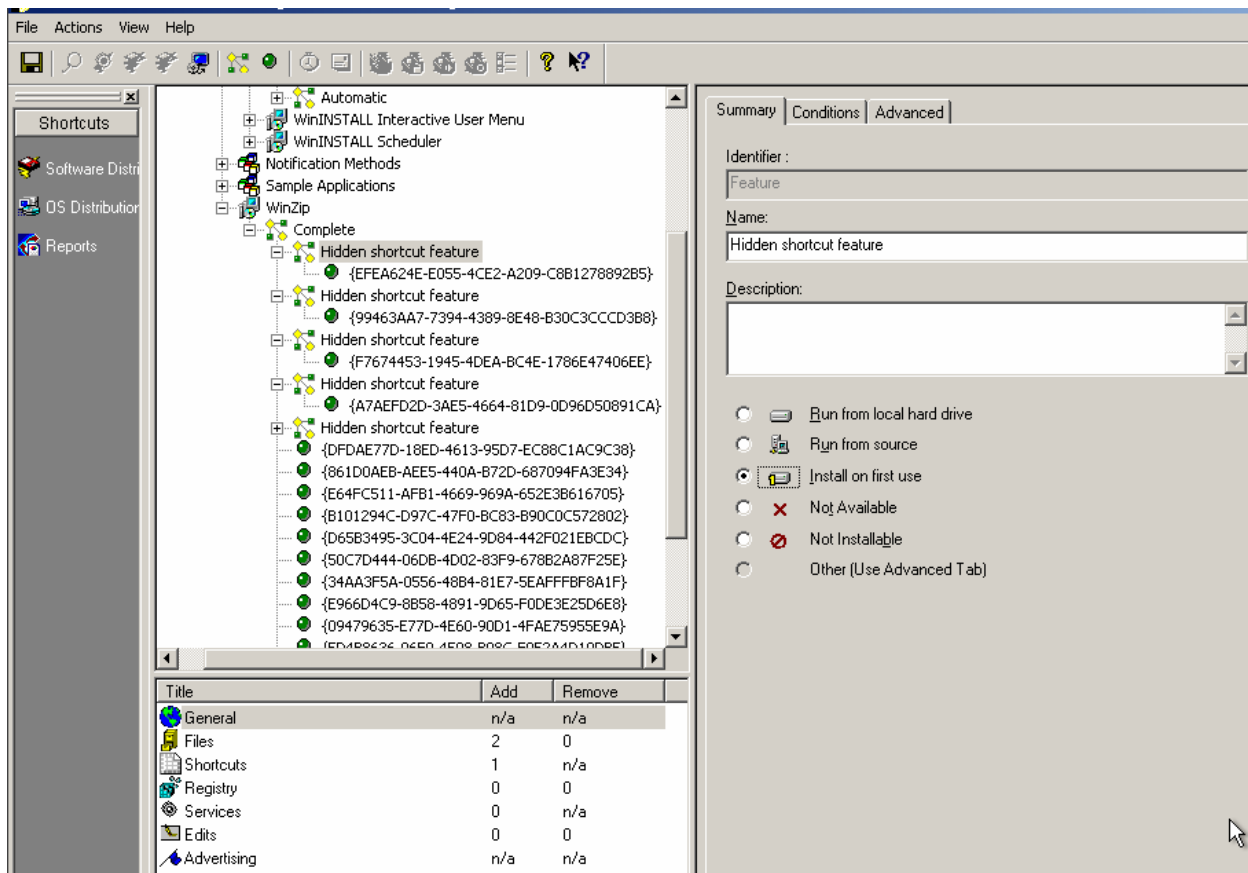 File Actions View Help
Shortcuts
Software Distri
OS Distribution
Reports
Automatic
WinINSTALL Interactive User Menu
WinINSTALL Scheduler
Notification Methods
Sample Applications
WinZip
Complete
Hidden shortcut feature
{EFEA624E-E055-4CE2-A209-C8B1278892B5}
Hidden shortcut feature
{99463AA7-7394-4389-8E48-B30C3CCCD3B8}
Hidden shortcut feature
{F7674453-1945-4DEA-BC4E-1786E47406EE}
Hidden shortcut feature
{A7AEFD2D-3AE5-4664-81D9-0D96D50891CA}
Hidden shortcut feature
{DFDAE77D-18ED-4613-95D7-EC88C1AC9C38}
{861D0AEB-AEE5-440A-B72D-687094FA3E34}
{E64FC511-AFB1-4669-969A-652E3B616705}
{B101294C-D97C-47F0-BC83-B90C0C572802}
{D65B3495-3C04-4E24-9D84-442F021EBCDC}
{50C7D444-06DB-4D02-83F9-678B2A87F25E}
{34AA3F5A-0556-48B4-81E7-5EAFFFBF8A1F}
{E966D4C9-8B58-4891-9D65-F0DE3E25D6E8}
{09479635-E77D-4E60-90D1-4FAE75955E9A}
Title Add Remove
General n/a n/a
Files 2 0
Shortcuts 1 n/a
Registry 0 0
Services 0 n/a
Edits 0 0
Advertising n/a n/a
Summary Conditions Advanced
Identifier :
Feature
Name:
Hidden shortcut feature
Description:
Run from local hard drive
Run from source
Install on first use
Not Available
Not Installable
Other (Use Advanced Tab)